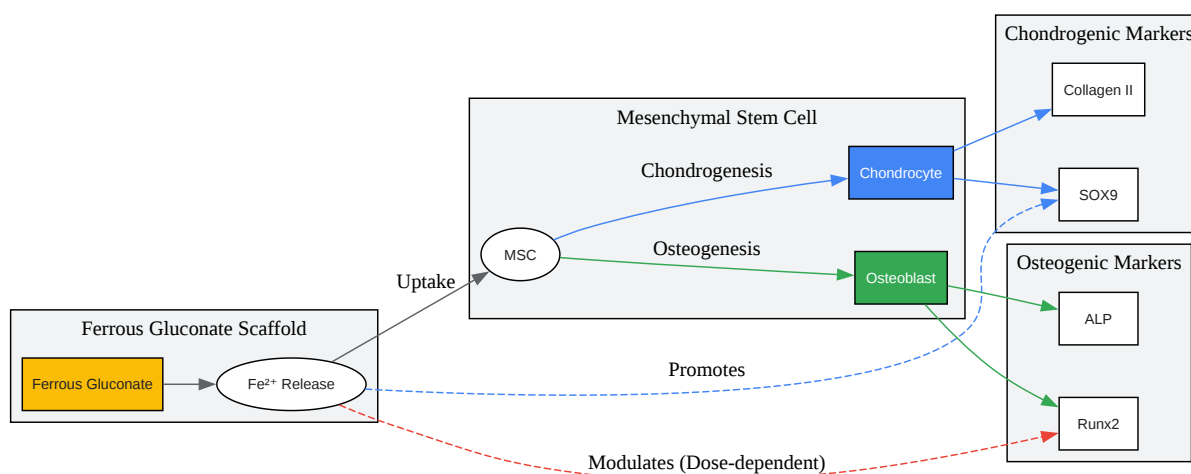 Chondrogenic Markers
Collagen II
SOX9
Mesenchymal Stem Cell
Chondrogenesis
Chondrocyte
MSC
Osteogenesis
Osteoblast
Osteogenic Markers
ALP
Runx2
Uptake
Ferrous Gluconate Scaffold
Ferrous Gluconate
Fe²⁺ Release
Promotes
Modulates (Dose-dependent)